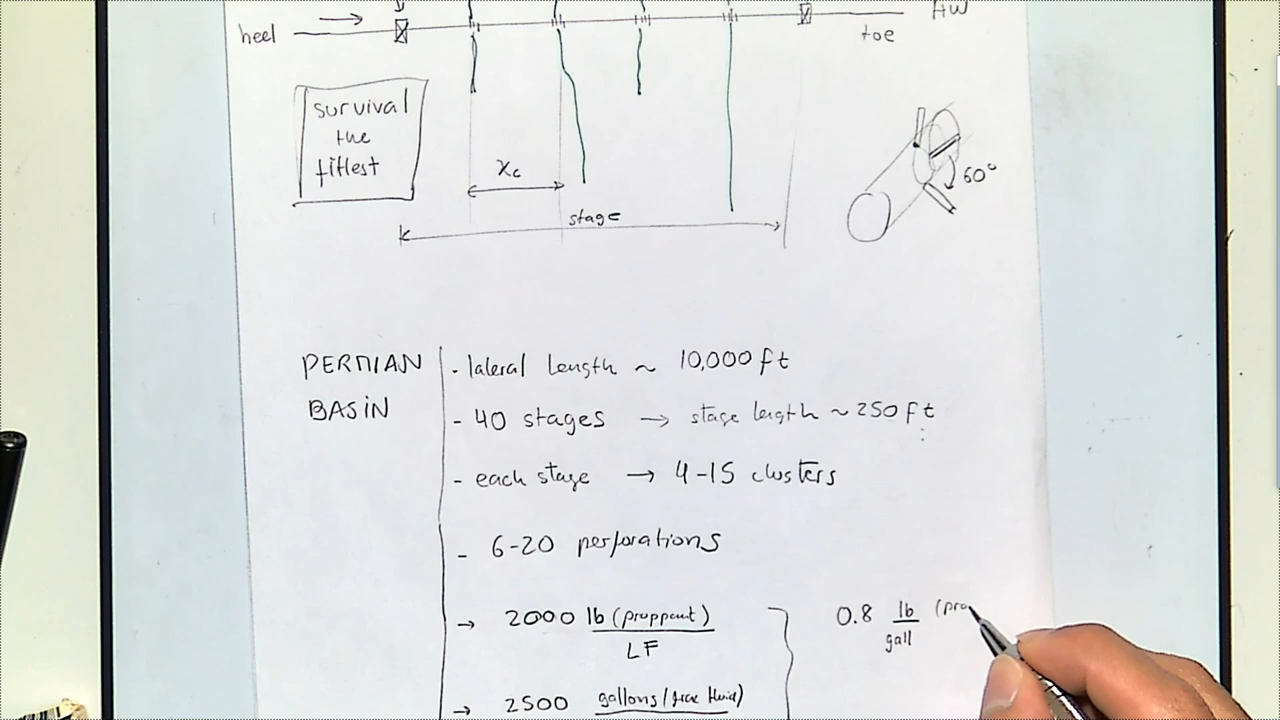 heel
HW
toe
survival
the
fittest
Xc
60°
stage
PERMIAN
BASIN
- lateral length ~ 10,000 ft
- 40 stages → stage length ~ 250 ft
- each stage → 4-15 clusters
- 6-20 perforations
→ 2000 lb (proppant)
LF
0.8 lb (pro
gall
→ 2500 gallons (frac fluid)